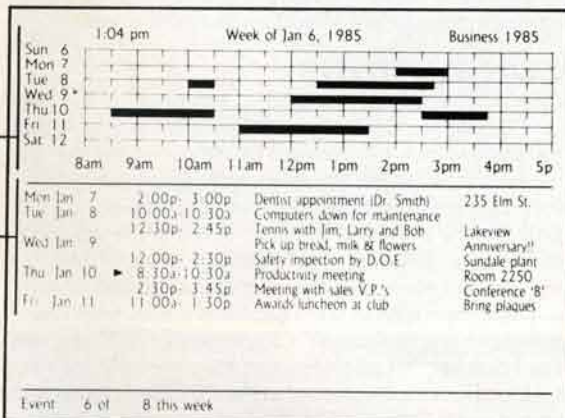 1:04 pm Week of Jan 6, 1985 Business 1985
Sun 6
Mon 7
Tue 8
Wed 9
Thu 10
Fri 11
Sat 12
8am 9am 10am 11am 12pm 1pm 2pm 3pm 4pm 5p
Mon Jan 7 2:00p- 3:00p Dentist appointment (Dr. Smith) 235 Elm St.
Tue Jan 8 10:00a-10:30a Computers down for maintenance
12:30p- 2:45p Tennis with Jim, Larry and Bob Lakeview
Wed Jan 9 Pick up bread, milk & flowers Anniversary!!
12:00p- 2:30p Safety inspection by D.O.E. Sundale plant
Thu Jan 10 ► 8:30a-10:30a Productivity meeting Room 2250
2:30p- 3:45p Meeting with sales V.P.'s Conference 'B'
Fri Jan 11 11:00a- 1:30p Awards luncheon at club Bring plaques
Event 6 of 8 this week